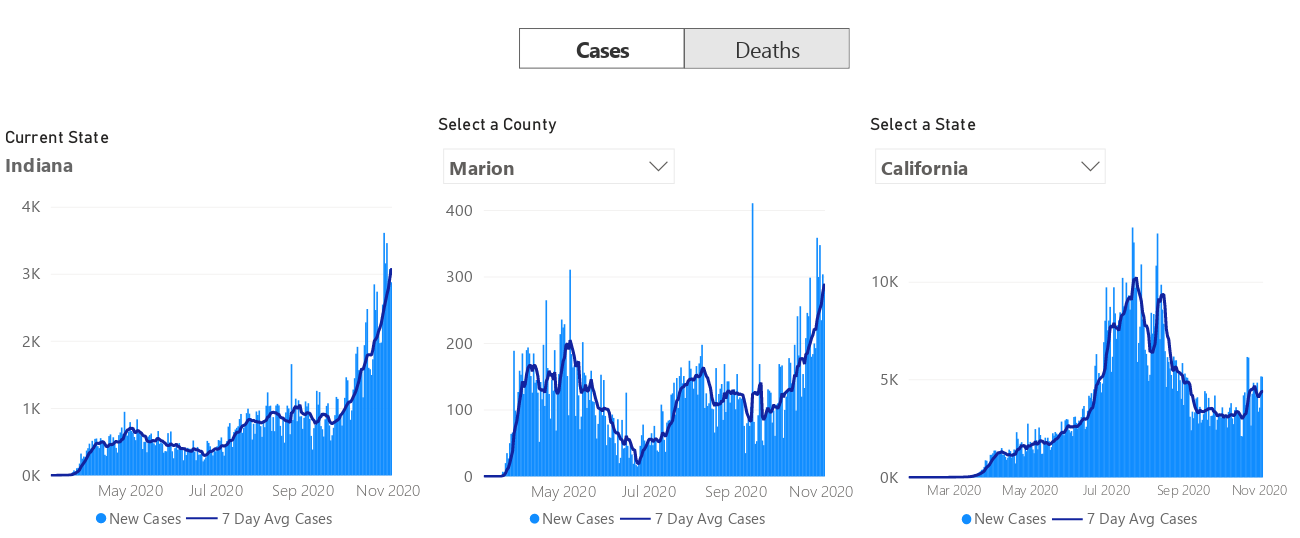 Cases Deaths
Current State
Indiana
4K
3K
2K
1K
0K
May 2020 Jul 2020 Sep 2020 Nov 2020
New Cases 7 Day Avg Cases
Select a County
Marion
400
300
200
100
0
May 2020 Jul 2020 Sep 2020 Nov 2020
New Cases 7 Day Avg Cases
Select a State
California
10K
5K
0K
Mar 2020 May 2020 Jul 2020 Sep 2020 Nov 2020
New Cases 7 Day Avg Cases